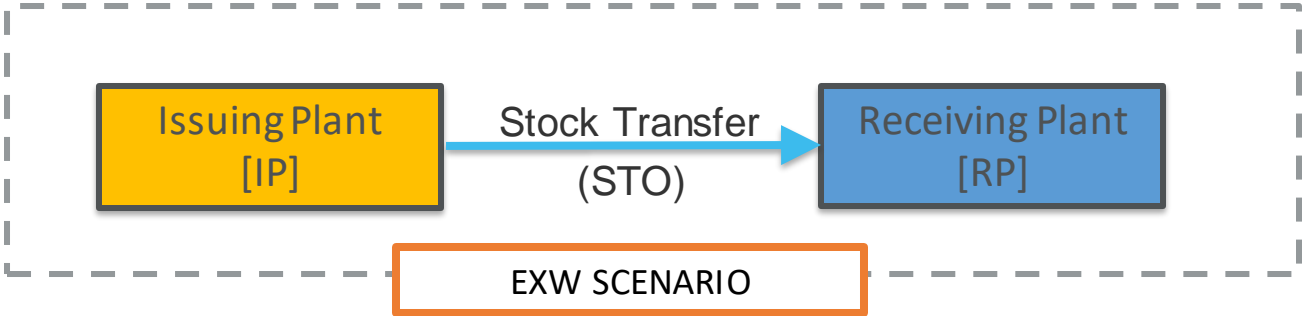 Issuing Plant
[IP]
Stock Transfer
(STO)
Receiving Plant
[RP]
EXW SCENARIO